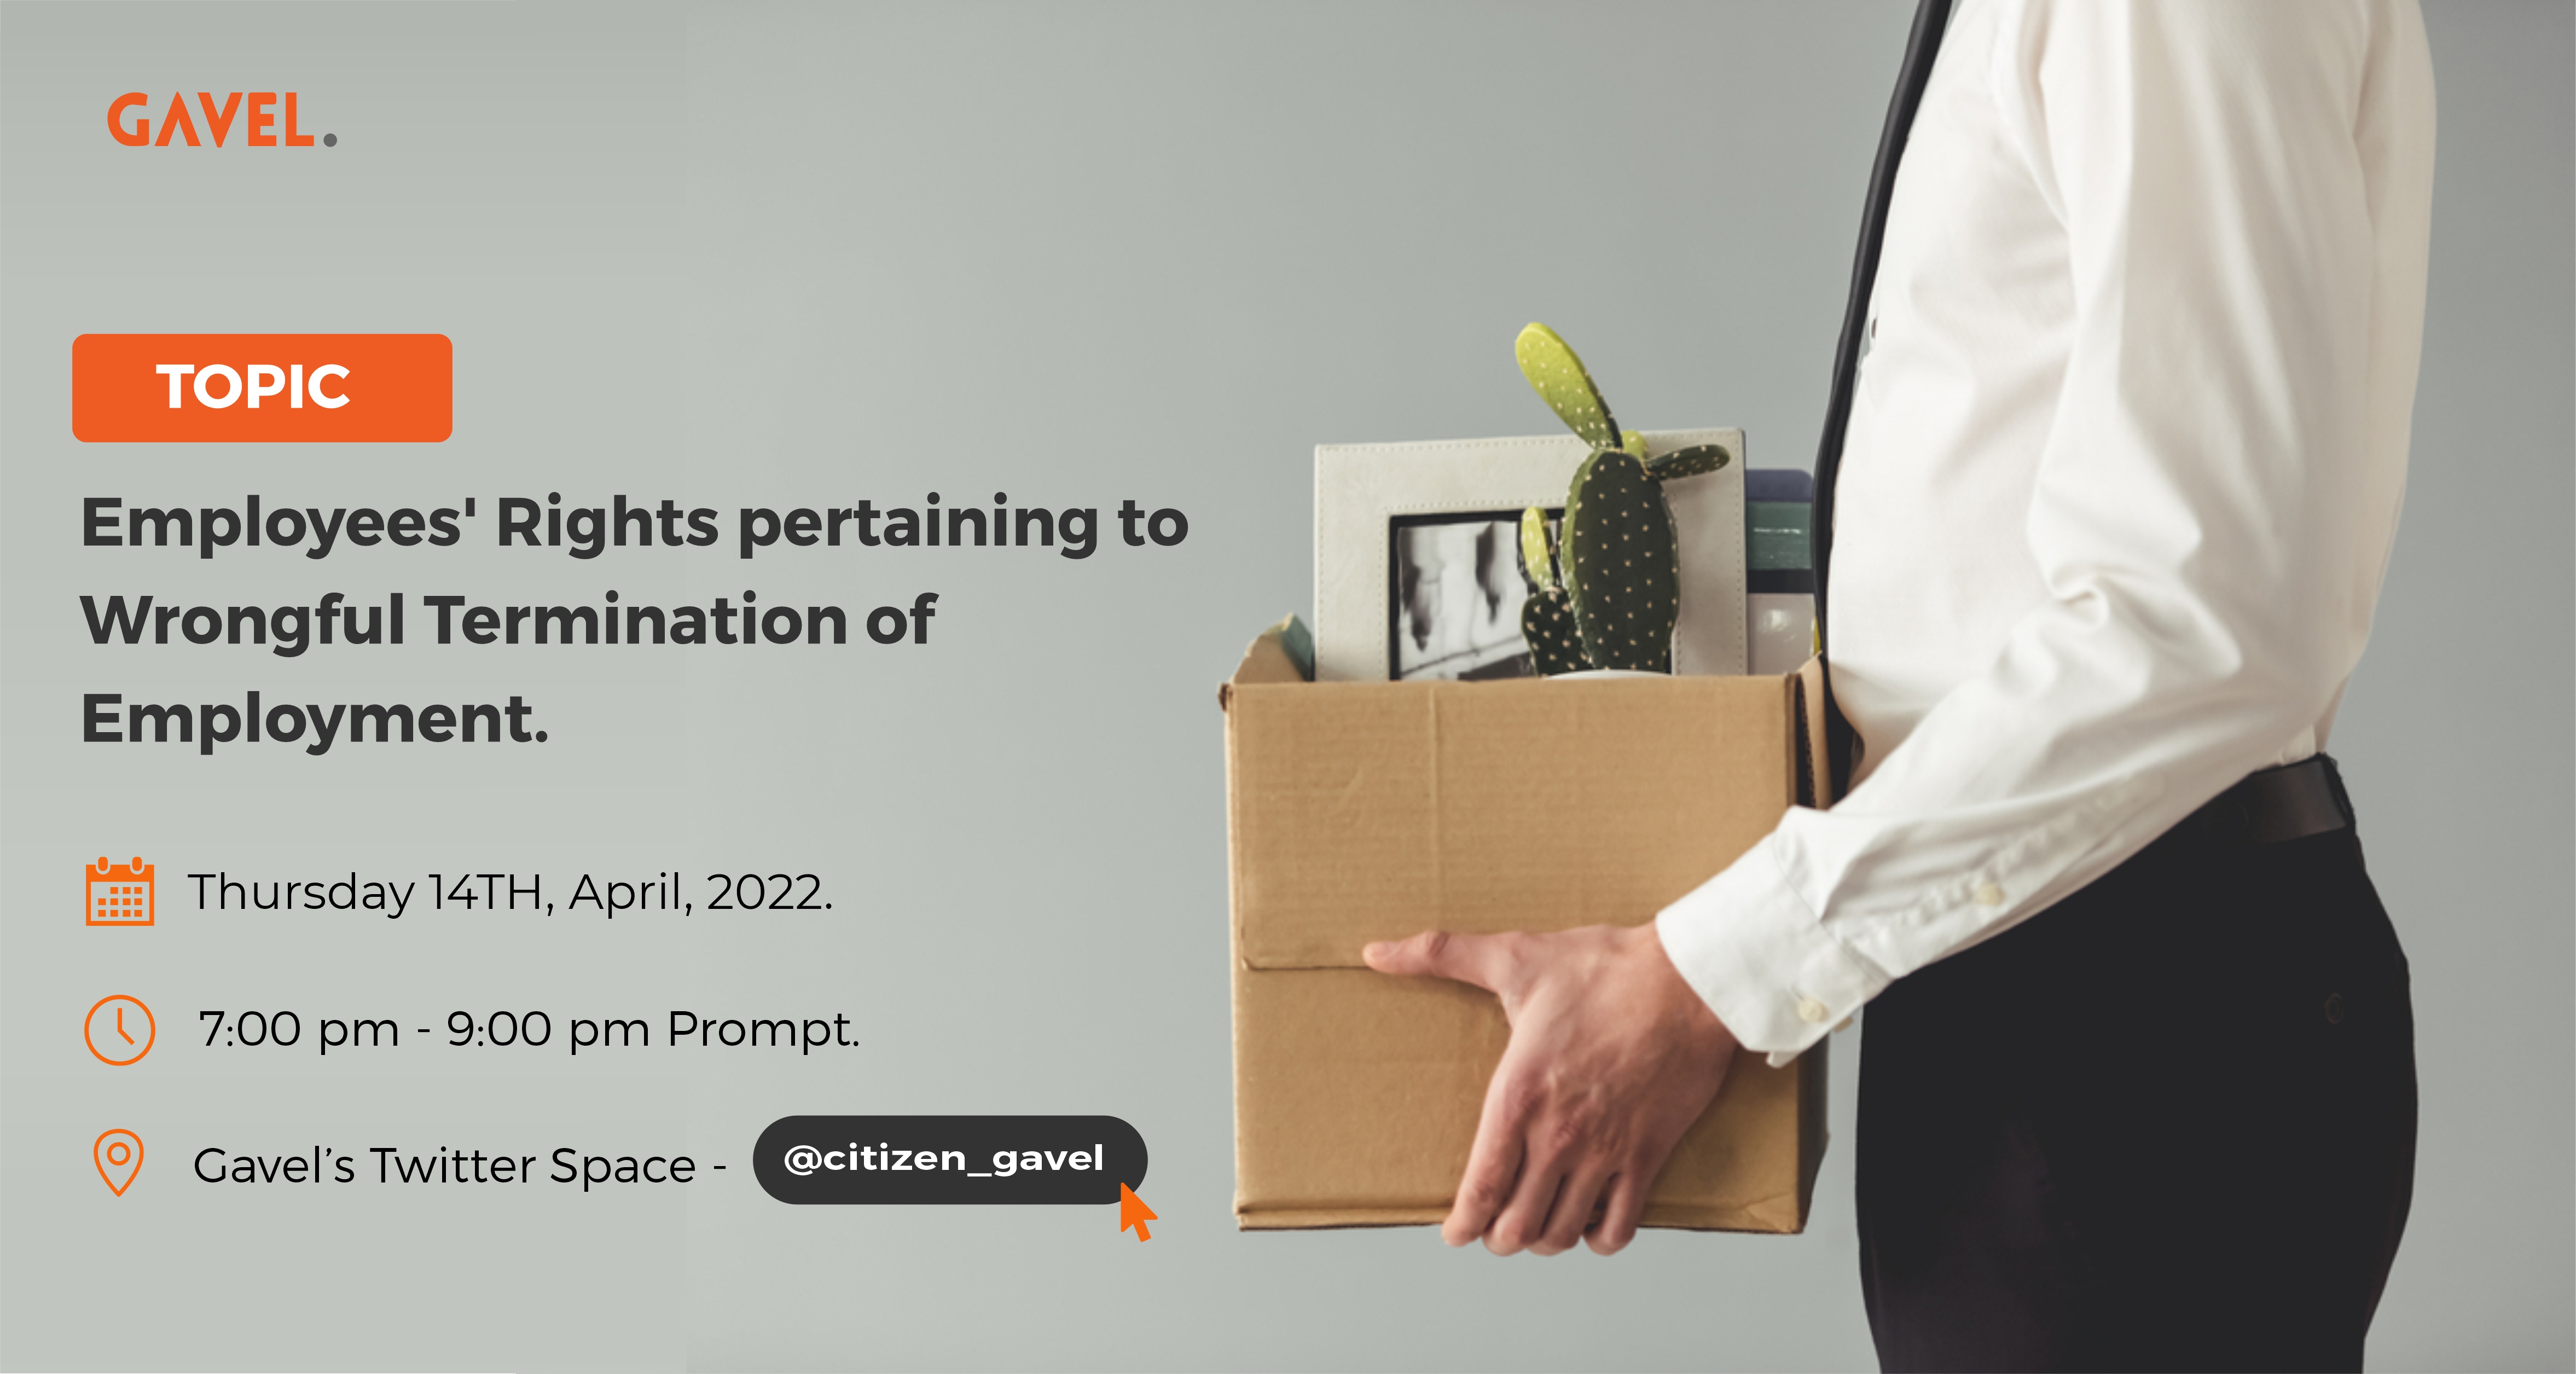 GAVEL.
TOPIC
Employees' Rights pertaining to
Wrongful Termination of
Employment.
Thursday 14TH, April, 2022.
7:00 pm - 9:00 pm Prompt.
Gavel’s Twitter Space - @citizen_gavel